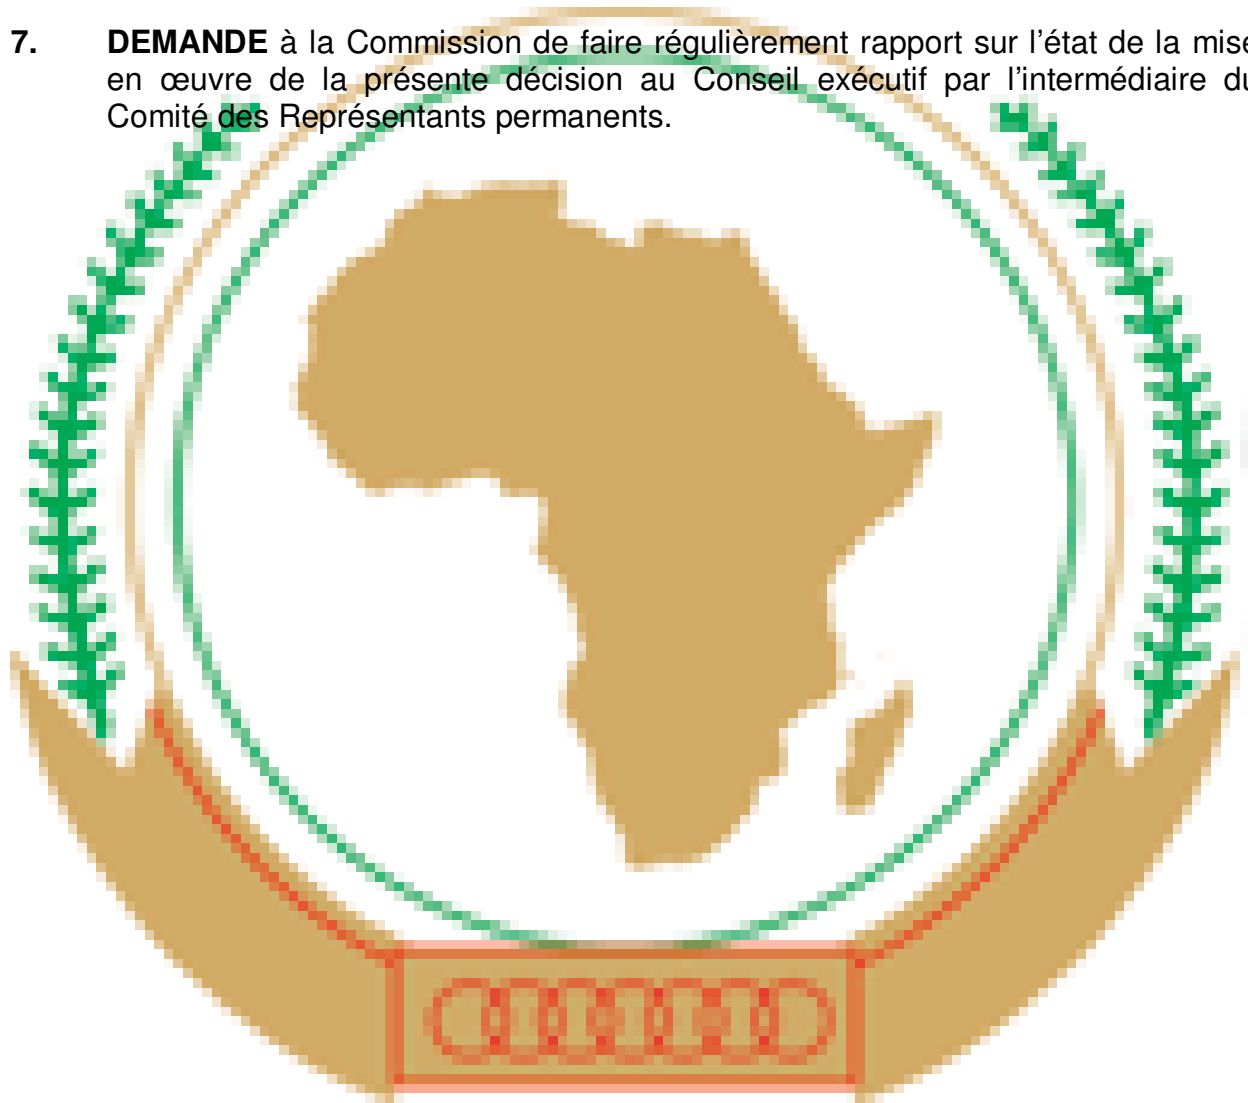 7. DEMANDE à la Commission de faire régulièrement rapport sur l’état de la mise
en œuvre de la présente décision au Conseil exécutif par l’intermédiaire du
Comité des Représentants permanents.